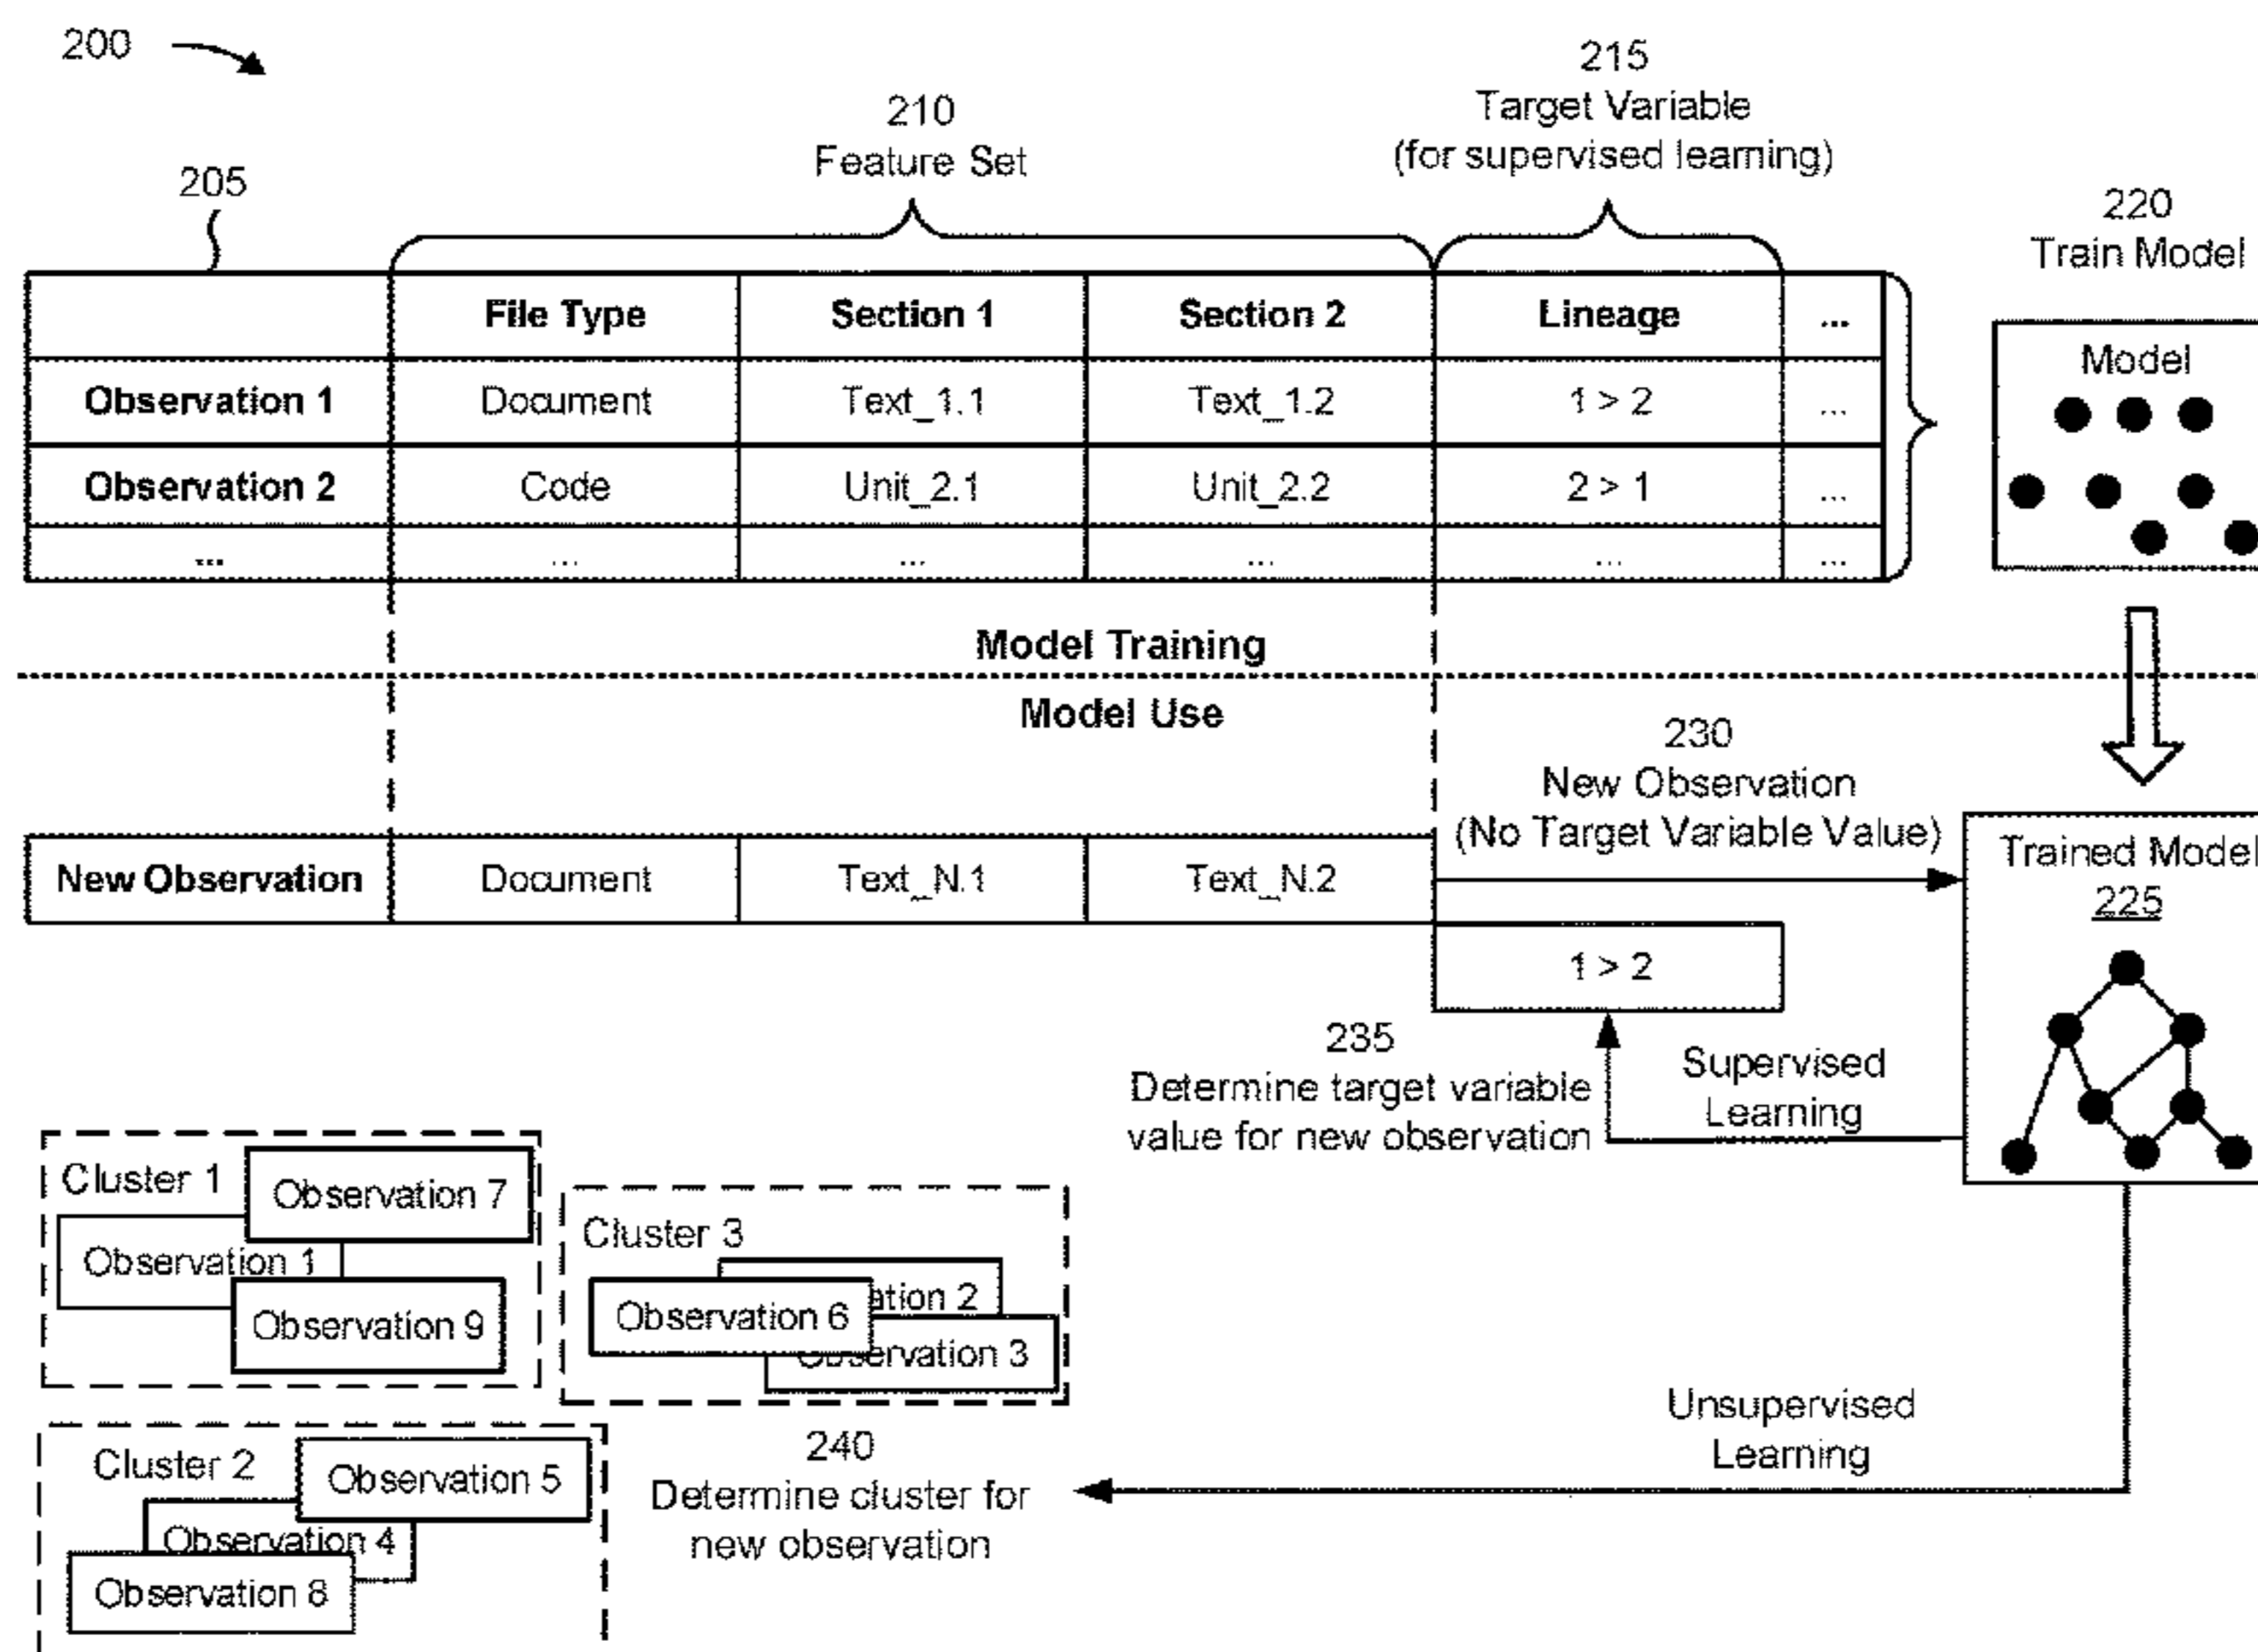 200
215
Target Variable
(for supervised learning)
210
Feature Set
205
220
Train Model
File Type Section 1 Section 2 Lineage ...
Observation 1 Document Text_1.1 Text_1.2 1 > 2 ...
Observation 2 Code Unit_2.1 Unit_2.2 2 > 1 ...
... ... ... ... ... ...
Model
Model Training
Model Use
230
New Observation
(No Target Variable Value)
New Observation Document Text_N.1 Text_N.2
1 > 2
Trained Model
225
235
Determine target variable
value for new observation
Supervised
Learning
Cluster 1
Observation 7
Observation 1
Observation 9
Cluster 3
ation 2
Observation 6
Observation 3
Unsupervised
Learning
Cluster 2
Observation 5
Observation 4
Observation 8
240
Determine cluster for
new observation